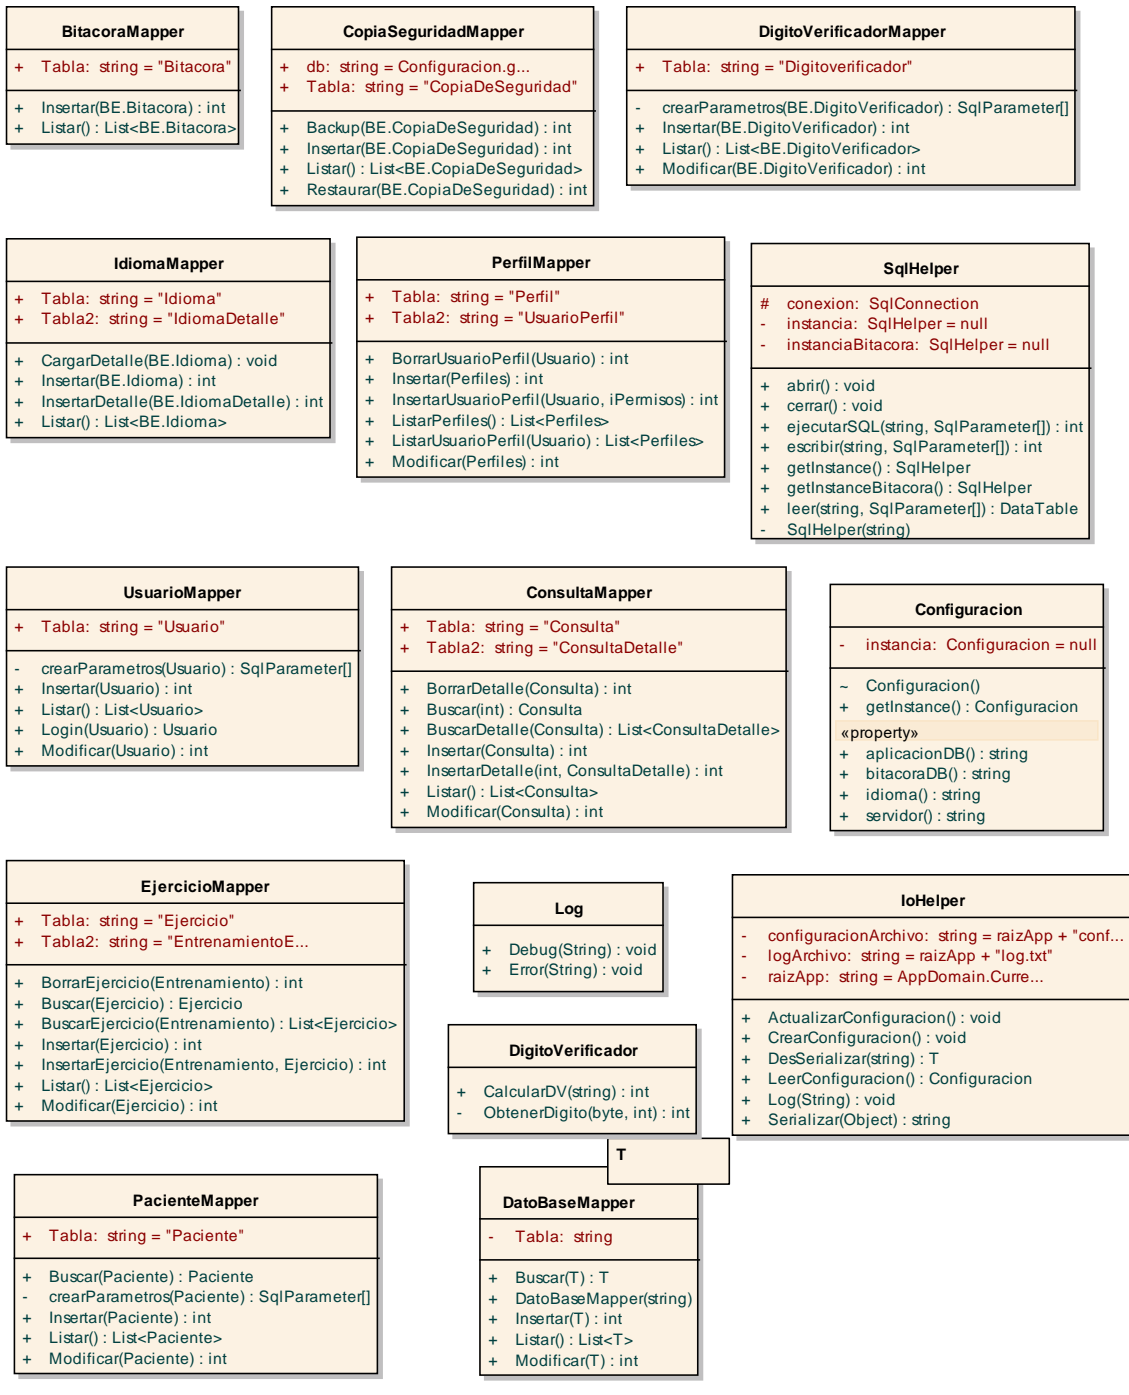 BitacoraMapper
+ Tabla: string = "Bitacora"
+ Insertar(BE.Bitacora) : int
+ Listar() : List<BE.Bitacora>
CopiaSeguridadMapper
+ db: string = Configuracion.g...
+ Tabla: string = "CopiaDeSeguridad"
+ Backup(BE.CopiaDeSeguridad) : int
+ Insertar(BE.CopiaDeSeguridad) : int
+ Listar() : List<BE.CopiaDeSeguridad>
+ Restaurar(BE.CopiaDeSeguridad) : int
DigitoVerificadorMapper
+ Tabla: string = "Digitoverificador"
- crearParametros(BE.DigitoVerificador) : SqlParameter[]
+ Insertar(BE.DigitoVerificador) : int
+ Listar() : List<BE.DigitoVerificador>
+ Modificar(BE.DigitoVerificador) : int
IdiomaMapper
+ Tabla: string = "Idioma"
+ Tabla2: string = "IdiomaDetalle"
+ CargarDetalle(BE.Idioma) : void
+ Insertar(BE.Idioma) : int
+ InsertarDetalle(BE.IdiomaDetalle) : int
+ Listar() : List<BE.Idioma>
PerfilMapper
+ Tabla: string = "Perfil"
+ Tabla2: string = "UsuarioPerfil"
+ BorrarUsuarioPerfil(Usuario) : int
+ Insertar(Perfiles) : int
+ InsertarUsuarioPerfil(Usuario, iPermisos) : int
+ ListarPerfiles() : List<Perfiles>
+ ListarUsuarioPerfil(Usuario) : List<Perfiles>
+ Modificar(Perfiles) : int
SqlHelper
# conexion: SqlConnection
- instancia: SqlHelper = null
- instanciaBitacora: SqlHelper = null
+ abrir() : void
+ cerrar() : void
+ ejecutarSQL(string, SqlParameter[]) : int
+ escribir(string, SqlParameter[]) : int
+ getInstance() : SqlHelper
+ getInstanceBitacora() : SqlHelper
+ leer(string, SqlParameter[]) : DataTable
- SqlHelper(string)
UsuarioMapper
+ Tabla: string = "Usuario"
- crearParametros(Usuario) : SqlParameter[]
+ Insertar(Usuario) : int
+ Listar() : List<Usuario>
+ Login(Usuario) : Usuario
+ Modificar(Usuario) : int
ConsultaMapper
+ Tabla: string = "Consulta"
+ Tabla2: string = "ConsultaDetalle"
+ BorrarDetalle(Consulta) : int
+ Buscar(int) : Consulta
+ BuscarDetalle(Consulta) : List<ConsultaDetalle>
+ Insertar(Consulta) : int
+ InsertarDetalle(int, ConsultaDetalle) : int
+ Listar() : List<Consulta>
+ Modificar(Consulta) : int
Configuracion
- instancia: Configuracion = null
~ Configuracion()
+ getInstance() : Configuracion
«property»
+ aplicacionDB() : string
+ bitacoraDB() : string
+ idioma() : string
+ servidor() : string
EjercicioMapper
+ Tabla: string = "Ejercicio"
+ Tabla2: string = "EntrenamientoE...
+ BorrarEjercicio(Entrenamiento) : int
+ Buscar(Ejercicio) : Ejercicio
+ BuscarEjercicio(Entrenamiento) : List<Ejercicio>
+ Insertar(Ejercicio) : int
+ InsertarEjercicio(Entrenamiento, Ejercicio) : int
+ Listar() : List<Ejercicio>
+ Modificar(Ejercicio) : int
Log
+ Debug(String) : void
+ Error(String) : void
IoHelper
- configuracionArchivo: string = raizApp + "conf...
- logArchivo: string = raizApp + "log.txt"
- raizApp: string = AppDomain.Curre...
+ ActualizarConfiguracion() : void
+ CrearConfiguracion() : void
+ DesSerializar(string) : T
+ LeerConfiguracion() : Configuracion
+ Log(String) : void
+ Serializar(Object) : string
DigitoVerificador
+ CalcularDV(string) : int
- ObtenerDigito(byte, int) : int
PacienteMapper
+ Tabla: string = "Paciente"
+ Buscar(Paciente) : Paciente
- crearParametros(Paciente) : SqlParameter[]
+ Insertar(Paciente) : int
+ Listar() : List<Paciente>
+ Modificar(Paciente) : int
T
DatoBaseMapper
- Tabla: string
+ Buscar(T) : T
+ DatoBaseMapper(string)
+ Insertar(T) : int
+ Listar() : List<T>
+ Modificar(T) : int